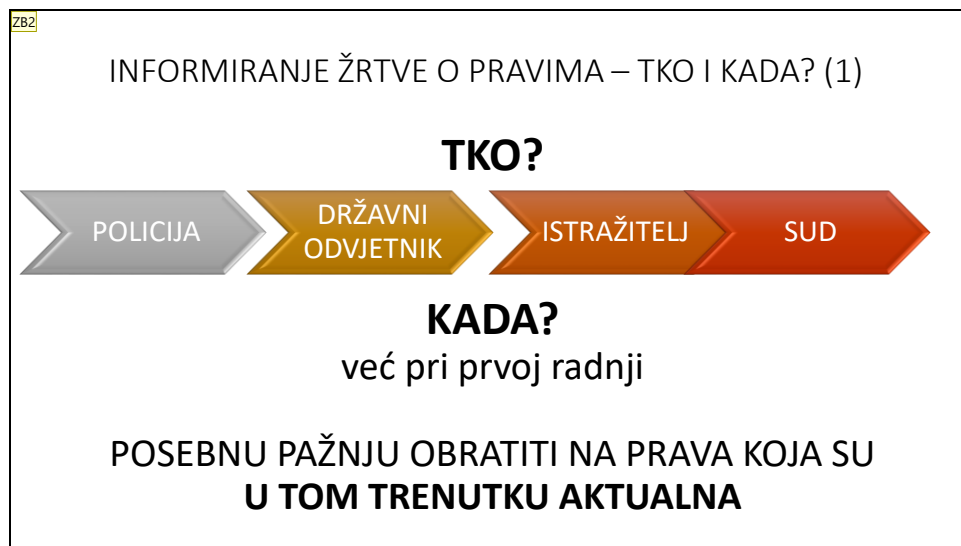 ZB2
INFORMIRANJE ŽRTVE O PRAVIMA – TKO I KADA? (1)
TKO?
POLICIJA
DRŽAVNI
ODVJETNIK
ISTRAŽITELJ
SUD
KADA?
već pri prvoj radnji
POSEBNU PAŽNJU OBRATITI NA PRAVA KOJA SU
U TOM TRENUTKU AKTUALNA